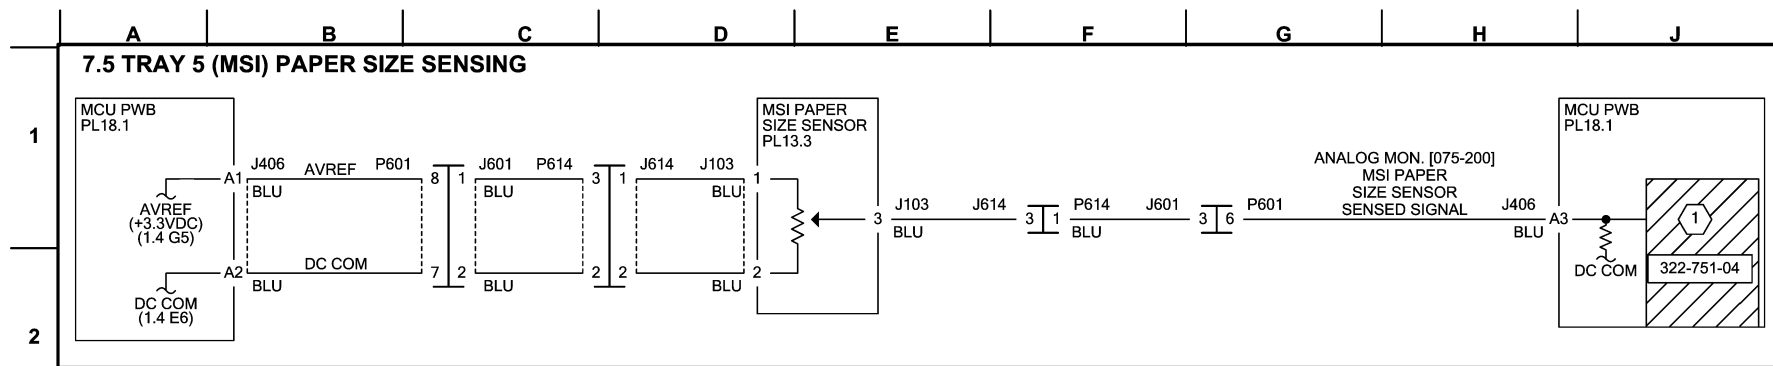 A B C D E F G H J
7.5 TRAY 5 (MSI) PAPER SIZE SENSING
1
2
MCU PWB
PL18.1
AVREF
(+3.3VDC)
(1.4 G5)
DC COM
(1.4 E6)
A1 J406 AVREF P601 8 1 J601 P614 3 1 J614 J103 1
BLU BLU BLU
A2 DC COM 7 2 2 2 2
BLU BLU BLU
MSI PAPER
SIZE SENSOR
PL13.3
3 J103 J614 3 1 P614 J601 3 6 P601 J406 A3
BLU BLU BLU
ANALOG MON. [075-200]
MSI PAPER
SIZE SENSOR
SENSED SIGNAL
MCU PWB
PL18.1
DC COM
1
322-751-04